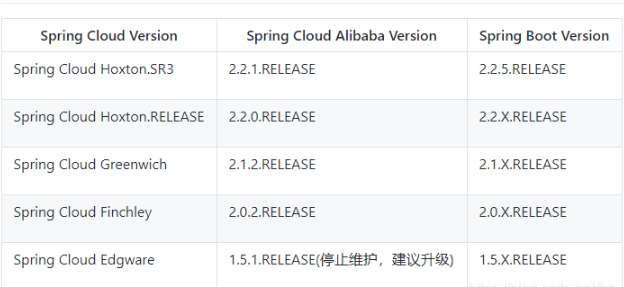 Spring Cloud Version Spring Cloud Alibaba Version Spring Boot Version
Spring Cloud Hoxton.SR3 2.2.1.RELEASE 2.2.5.RELEASE
Spring Cloud Hoxton.RELEASE 2.2.0.RELEASE 2.2.X.RELEASE
Spring Cloud Greenwich 2.1.2.RELEASE 2.1.X.RELEASE
Spring Cloud Finchley 2.0.2.RELEASE 2.0.X.RELEASE
Spring Cloud Edgware 1.5.1.RELEASE(停止维护，建议升级) 1.5.X.RELEASE